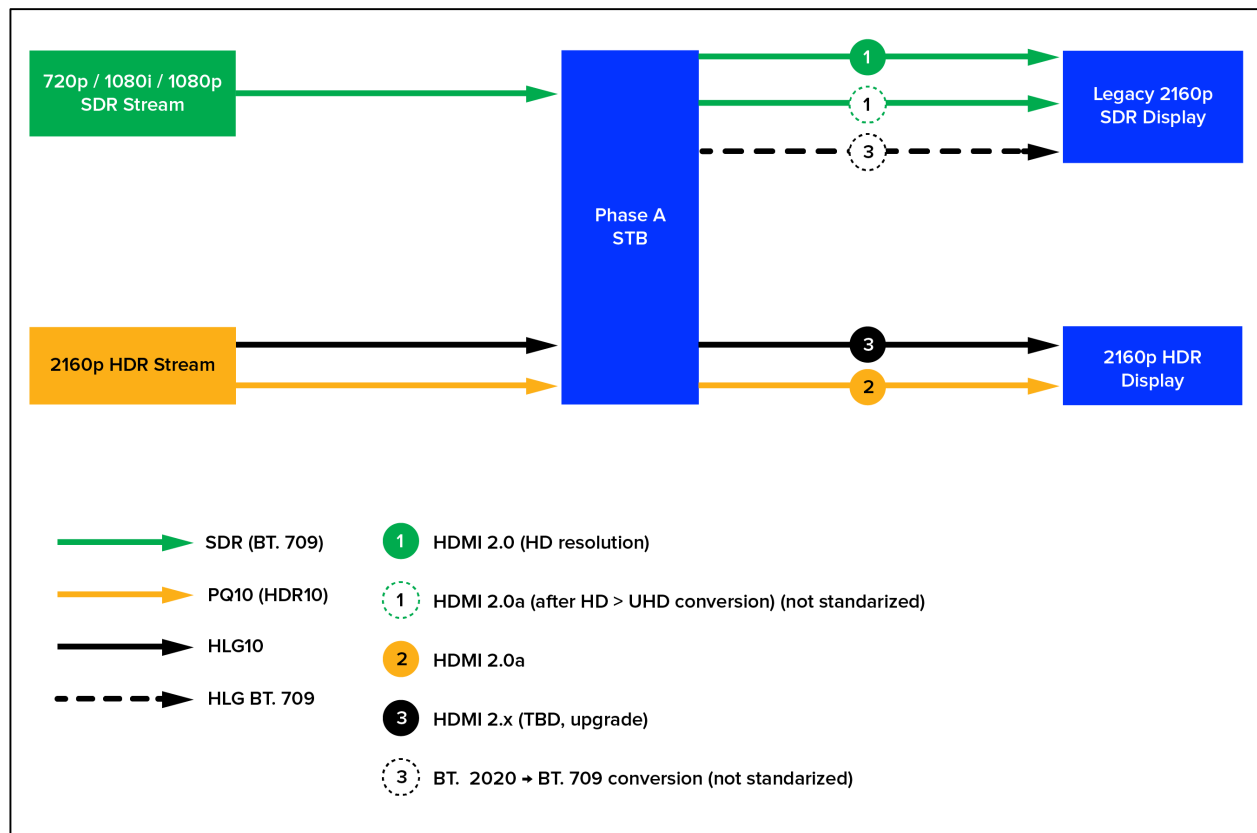 720p / 1080i / 1080p
SDR Stream
1
1
3
Legacy 2160p
SDR Display
Phase A
STB
2160p HDR Stream
3
2
2160p HDR
Display
SDR (BT. 709)
PQ10 (HDR10)
HLG10
HLG BT. 709
1 HDMI 2.0 (HD resolution)
1 HDMI 2.0a (after HD > UHD conversion) (not standarized)
2 HDMI 2.0a
3 HDMI 2.x (TBD, upgrade)
3 BT. 2020 → BT. 709 conversion (not standarized)